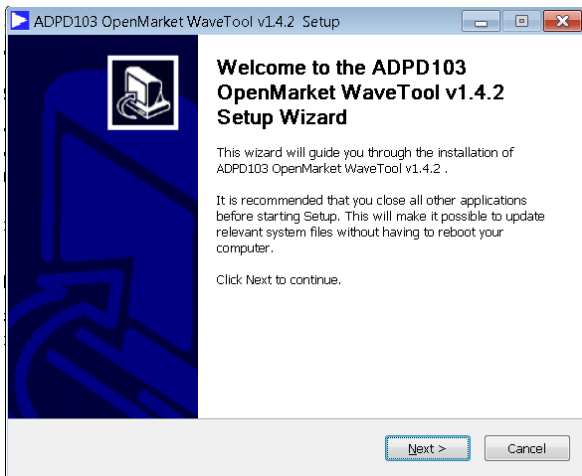 ADPD103 OpenMarket WaveTool v1.4.2 Setup
Welcome to the ADPD103
OpenMarket WaveTool v1.4.2
Setup Wizard
This wizard will guide you through the installation of
ADPD103 OpenMarket WaveTool v1.4.2 .
It is recommended that you close all other applications
before starting Setup. This will make it possible to update
relevant system files without having to reboot your
computer.
Click Next to continue.
Next >
Cancel